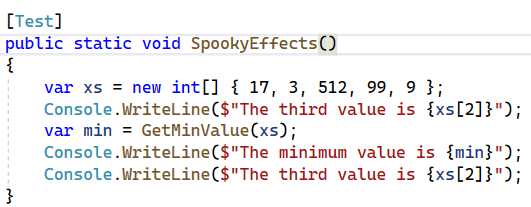 [Test]
public static void SpookyEffects()
{
    var xs = new int[] { 17, 3, 512, 99, 9 };
    Console.WriteLine($"The third value is {xs[2]}");
    var min = GetMinValue(xs);
    Console.WriteLine($"The minimum value is {min}");
    Console.WriteLine($"The third value is {xs[2]}");
}